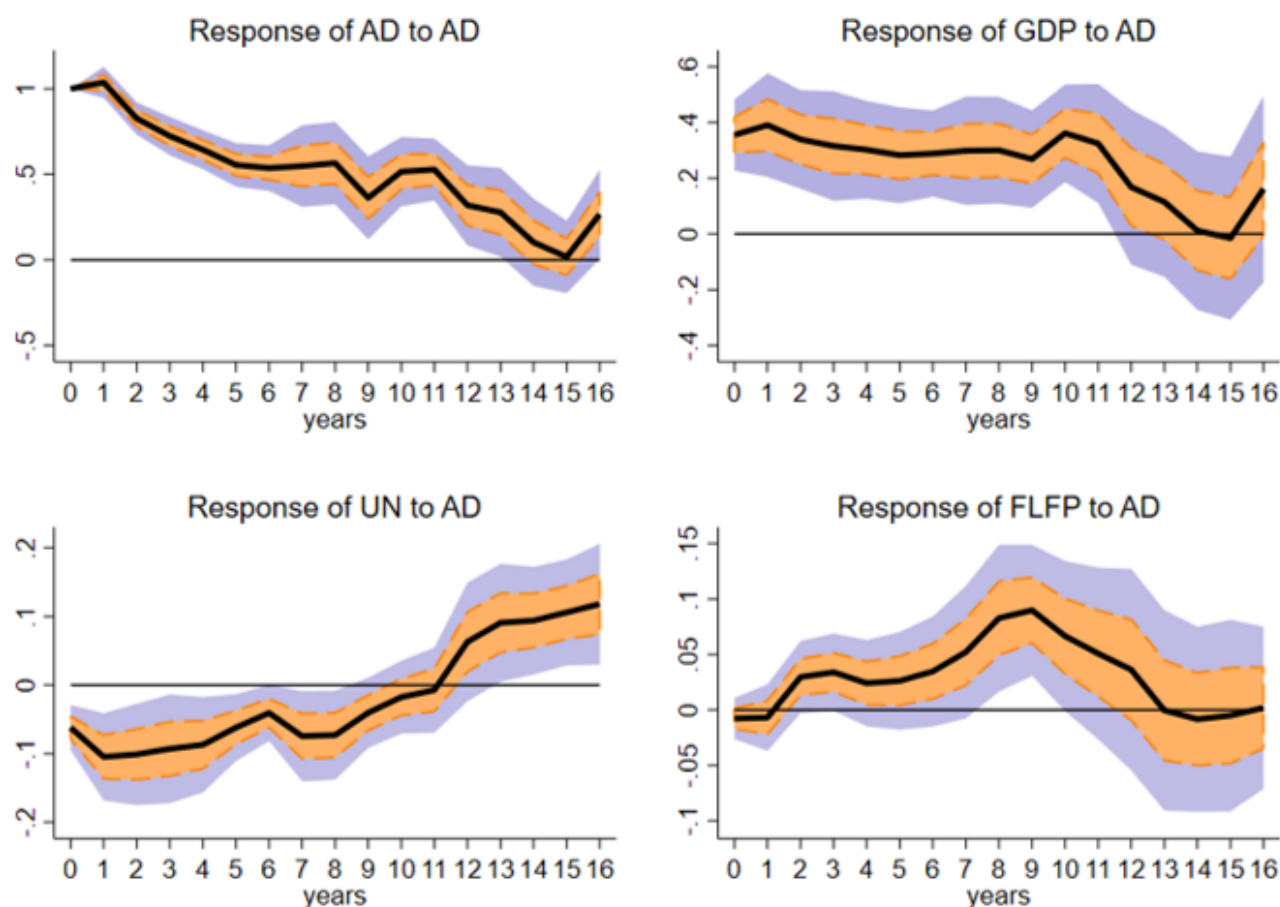 Response of AD to AD
1
.5
0
-.5
0 1 2 3 4 5 6 7 8 9 10 11 12 13 14 15 16
years
Response of GDP to AD
.6
.4
.2
0
-.2
-.4
0 1 2 3 4 5 6 7 8 9 10 11 12 13 14 15 16
years
Response of UN to AD
.2
.1
0
-.1
-.2
0 1 2 3 4 5 6 7 8 9 10 11 12 13 14 15 16
years
Response of FLFP to AD
.15
.1
.05
0
-.05
-.1
0 1 2 3 4 5 6 7 8 9 10 11 12 13 14 15 16
years